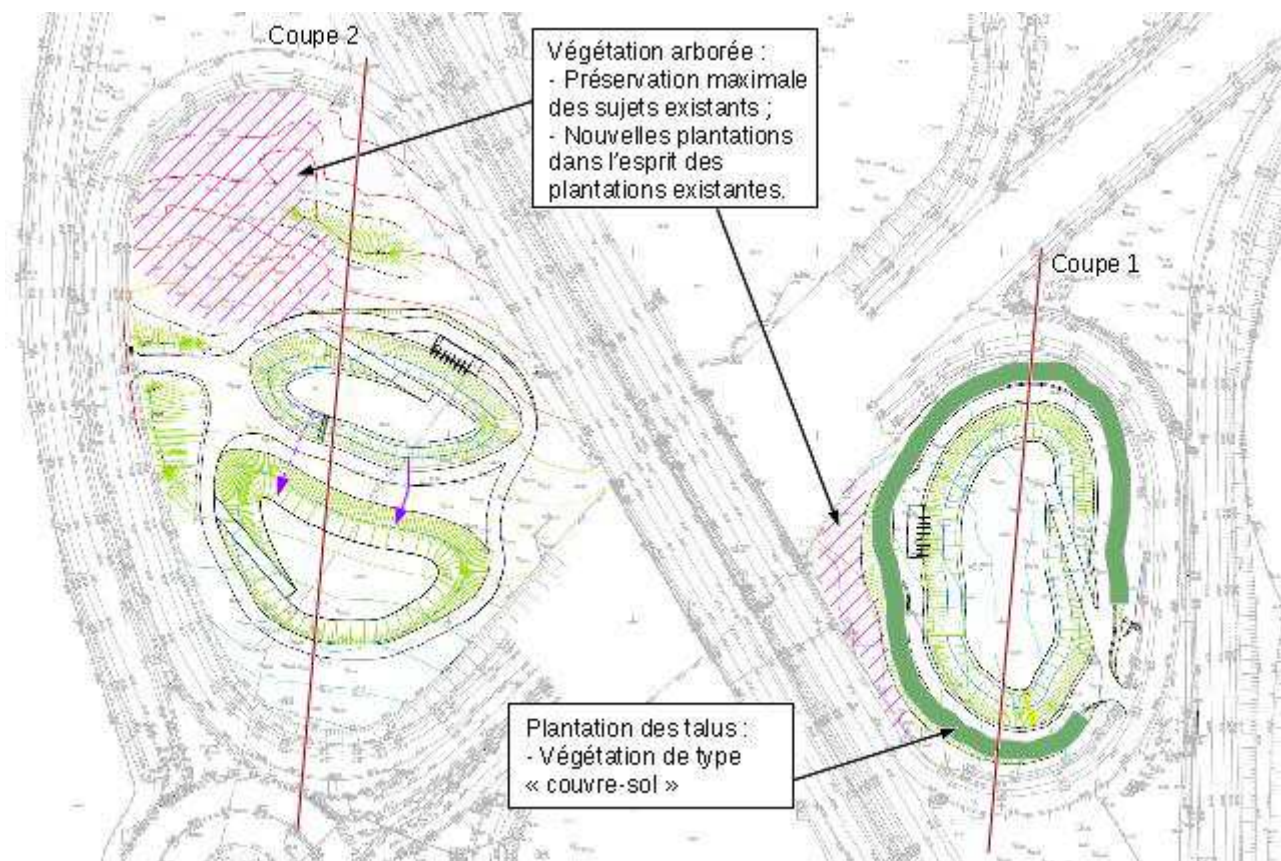 Coupe 2
Végétation arborée :
- Préservation maximale
des sujets existants ;
- Nouvelles plantations
dans l'esprit des
plantations existantes.
Coupe 1
Plantation des talus :
- Végétation de type
« couvre-sol »